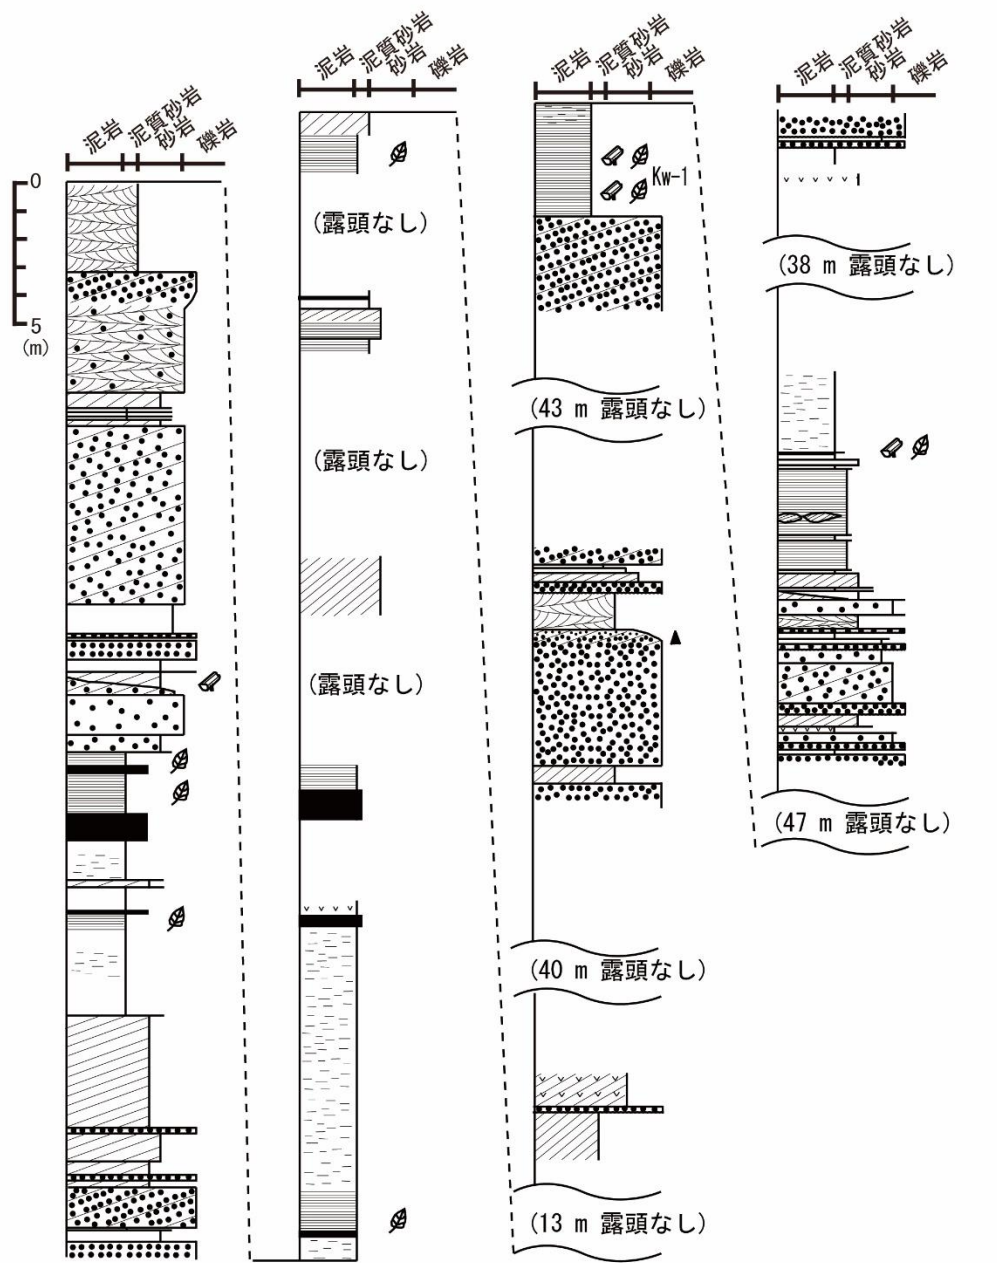 泥岩
泥質砂岩
砂岩
礫岩
0
5
(m)
泥岩
泥質砂岩
砂岩
礫岩
(露頭なし)
(露頭なし)
(露頭なし)
泥岩
泥質砂岩
砂岩
礫岩
Kw-1
(43 m 露頭なし)
(40 m 露頭なし)
(13 m 露頭なし)
泥岩
泥質砂岩
砂岩
礫岩
(38 m 露頭なし)
(47 m 露頭なし)